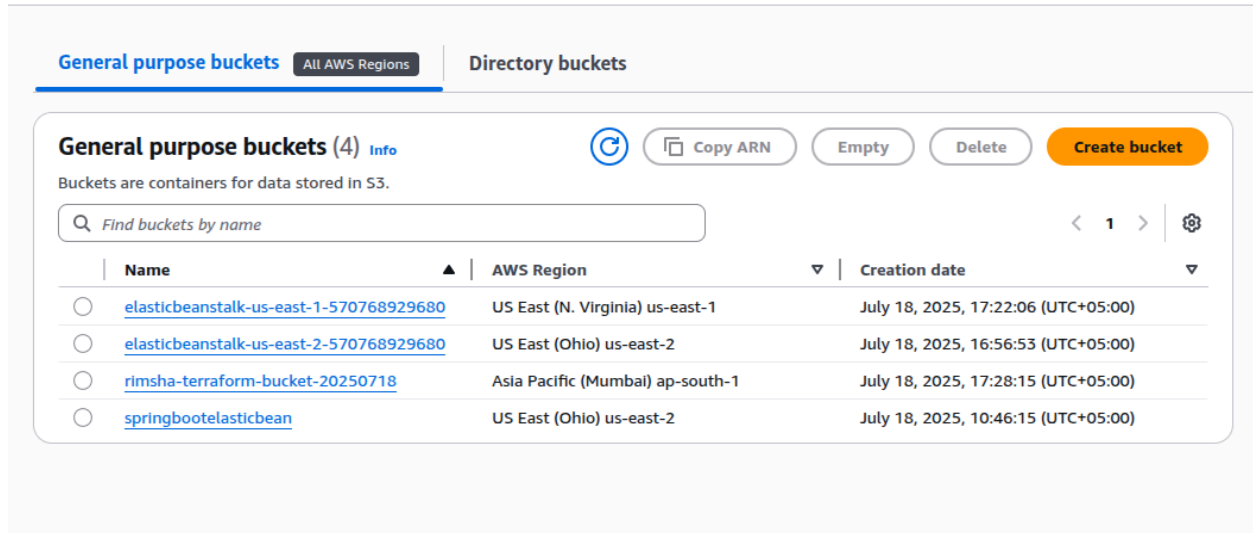 General purpose buckets All AWS Regions Directory buckets
General purpose buckets (4) Info Copy ARN Empty Delete Create bucket
Buckets are containers for data stored in S3.
Find buckets by name 1
Name AWS Region Creation date
elasticbeanstalk-us-east-1-570768929680 US East (N. Virginia) us-east-1 July 18, 2025, 17:22:06 (UTC+05:00)
elasticbeanstalk-us-east-2-570768929680 US East (Ohio) us-east-2 July 18, 2025, 16:56:53 (UTC+05:00)
rimsha-terraform-bucket-20250718 Asia Pacific (Mumbai) ap-south-1 July 18, 2025, 17:28:15 (UTC+05:00)
springbootelasticbean US East (Ohio) us-east-2 July 18, 2025, 10:46:15 (UTC+05:00)